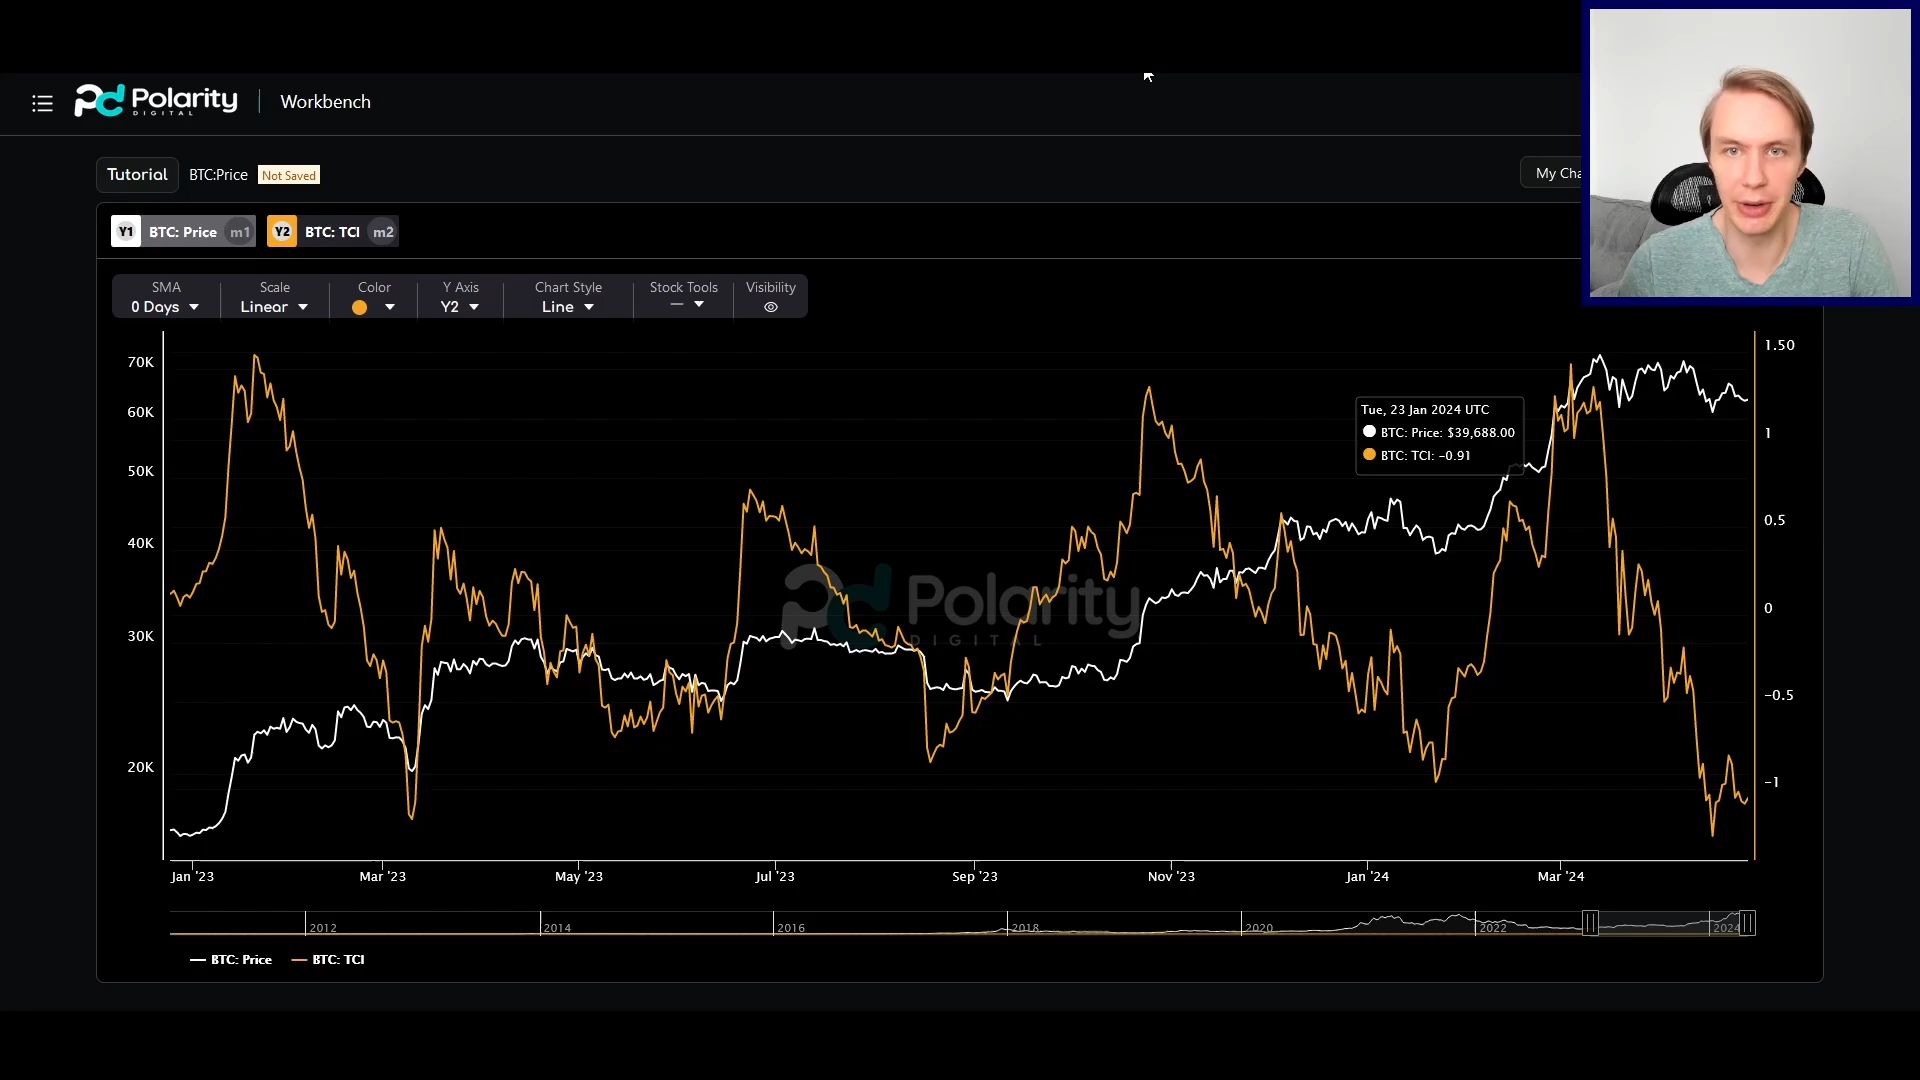 Polarity
DIGITAL
Workbench
Tutorial
BTC:Price
Not Saved
My Cha
Y1 BTC: Price m1
Y2 BTC: TCI m2
SMA
0 Days
Scale
Linear
Color
Y Axis
Y2
Chart Style
Line
Stock Tools
—
Visibility
70K
60K
50K
40K
30K
20K
1.50
1
0.5
0
−0.5
−1
Tue, 23 Jan 2024 UTC
BTC: Price: $39,688.00
BTC: TCI: −0.91
Polarity
DIGITAL
Jan '23
Mar '23
May '23
Jul '23
Sep '23
Nov '23
Jan '24
Mar '24
2012
2014
2016
2018
2020
2022
2024
BTC: Price
BTC: TCI